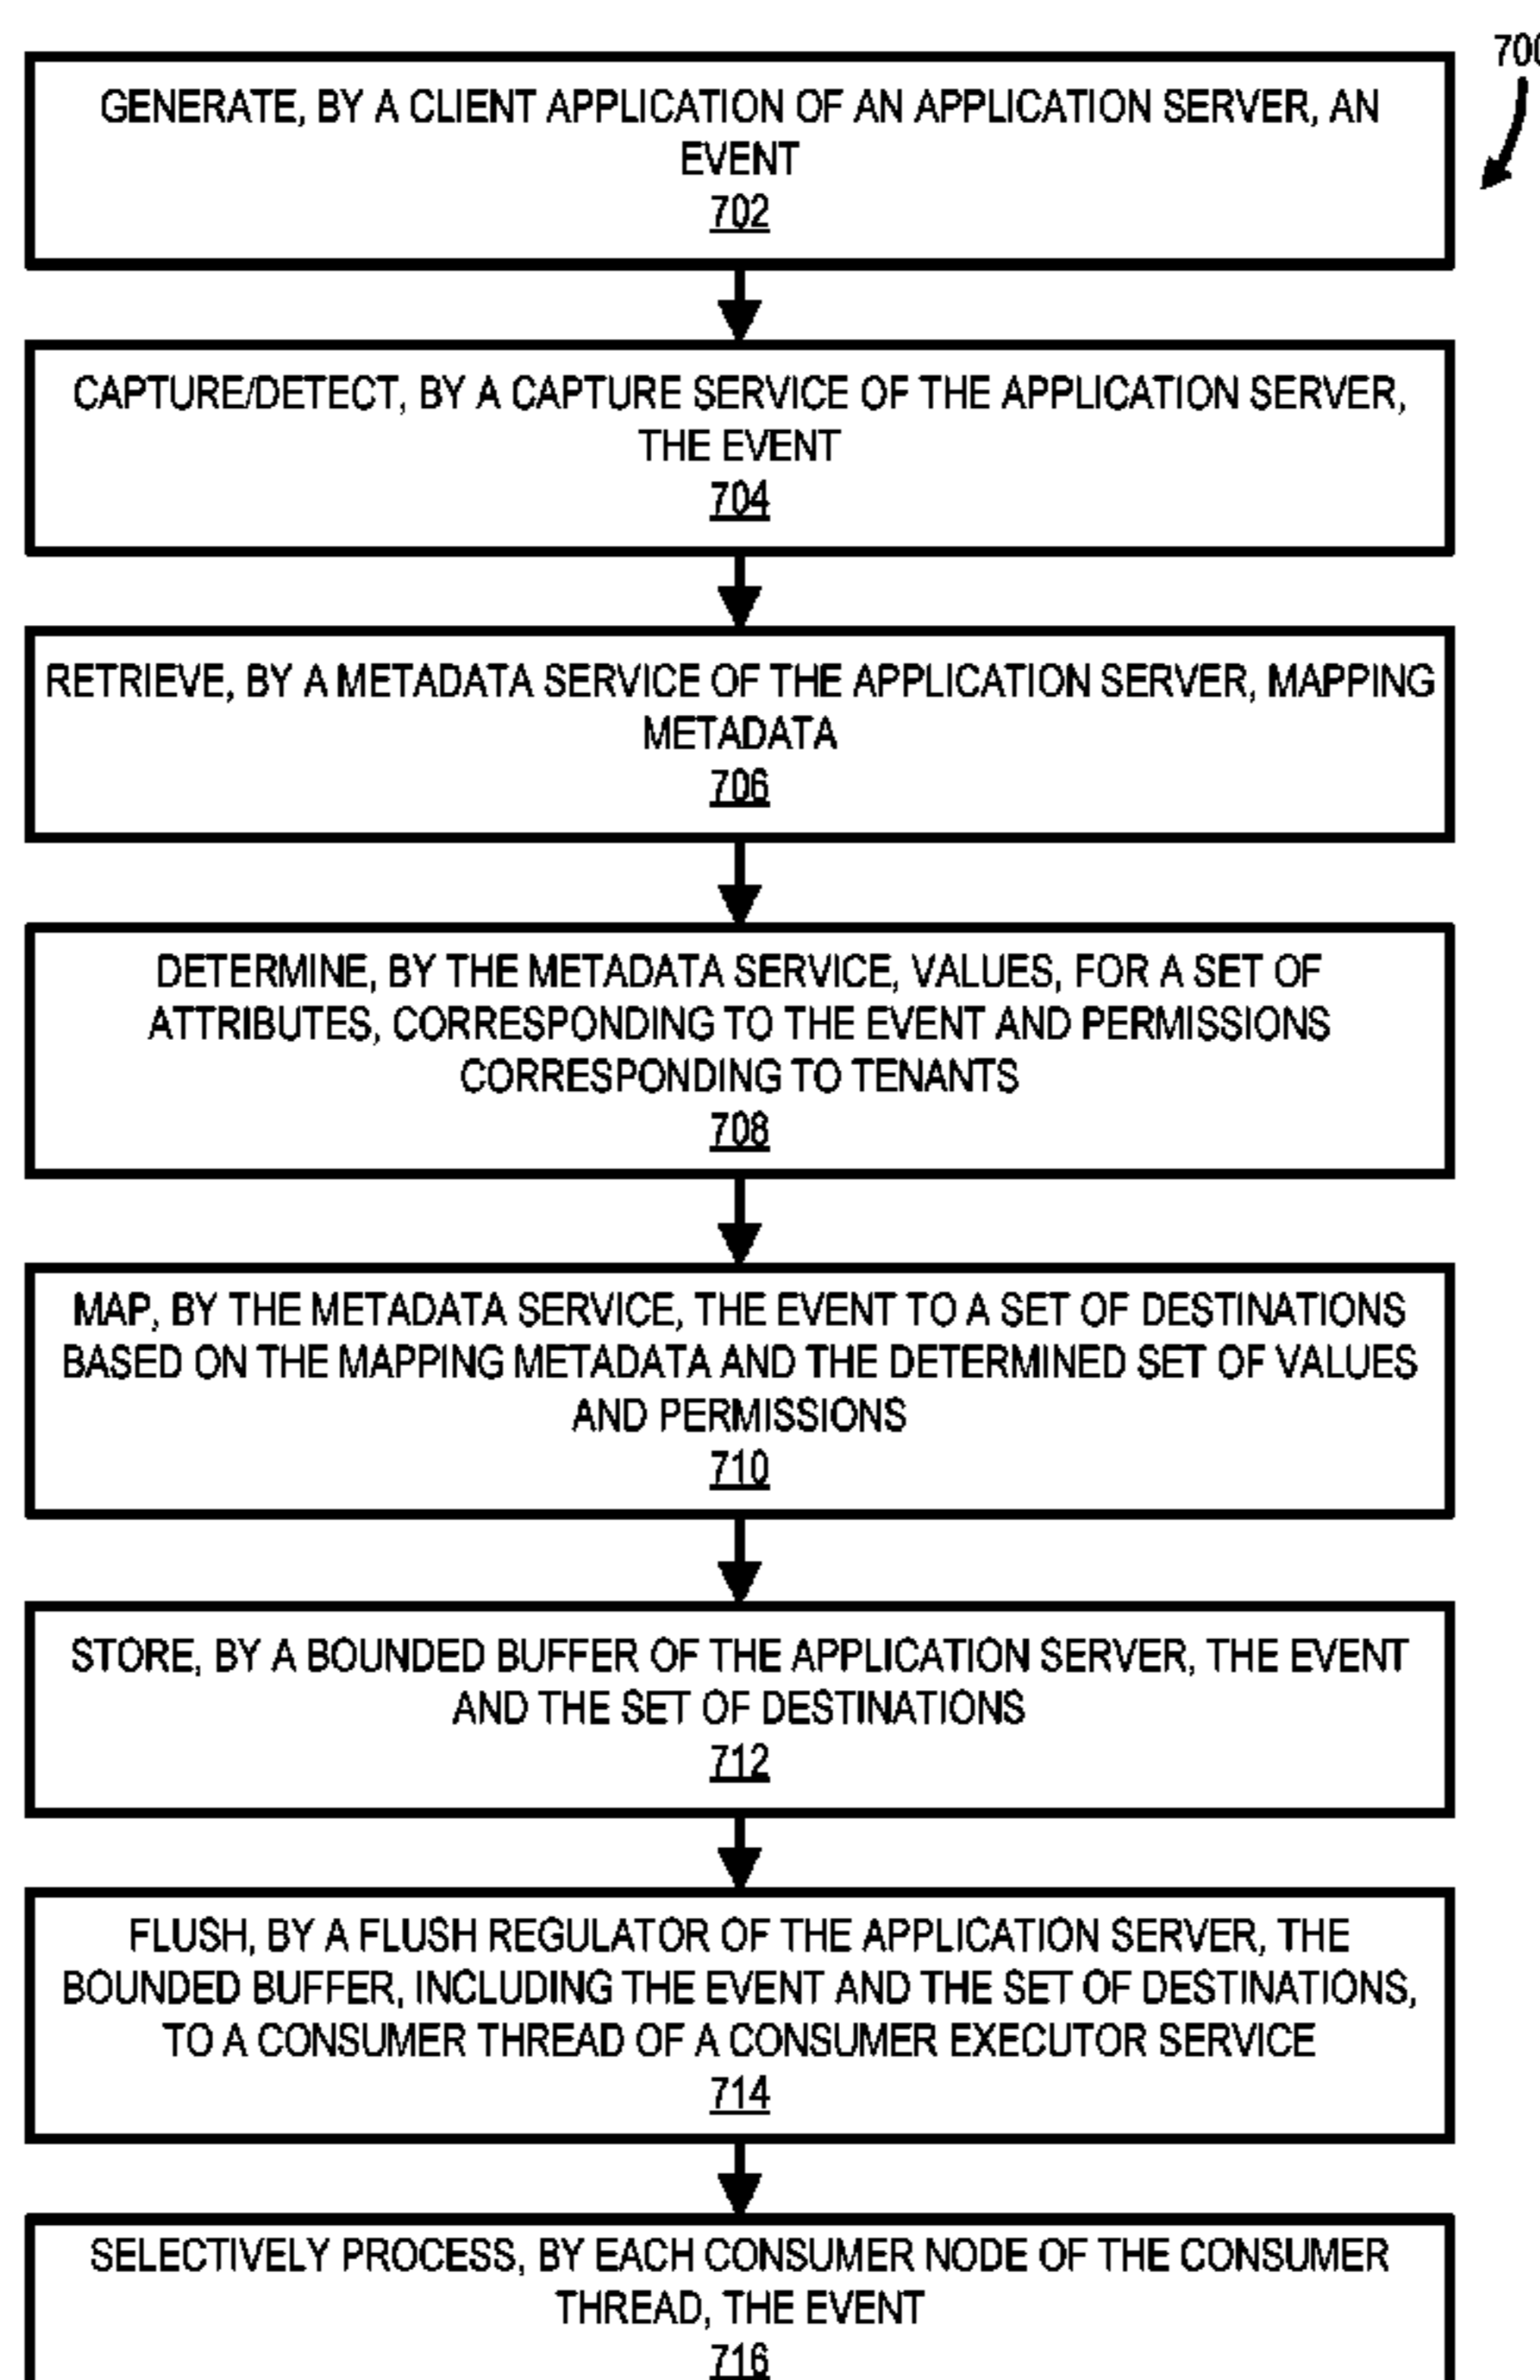 700
GENERATE, BY A CLIENT APPLICATION OF AN APPLICATION SERVER, AN
EVENT
702
CAPTURE/DETECT, BY A CAPTURE SERVICE OF THE APPLICATION SERVER,
THE EVENT
704
RETRIEVE, BY A METADATA SERVICE OF THE APPLICATION SERVER, MAPPING
METADATA
706
DETERMINE, BY THE METADATA SERVICE, VALUES, FOR A SET OF
ATTRIBUTES, CORRESPONDING TO THE EVENT AND PERMISSIONS
CORRESPONDING TO TENANTS
708
MAP, BY THE METADATA SERVICE, THE EVENT TO A SET OF DESTINATIONS
BASED ON THE MAPPING METADATA AND THE DETERMINED SET OF VALUES
AND PERMISSIONS
710
STORE, BY A BOUNDED BUFFER OF THE APPLICATION SERVER, THE EVENT
AND THE SET OF DESTINATIONS
712
FLUSH, BY A FLUSH REGULATOR OF THE APPLICATION SERVER, THE
BOUNDED BUFFER, INCLUDING THE EVENT AND THE SET OF DESTINATIONS,
TO A CONSUMER THREAD OF A CONSUMER EXECUTOR SERVICE
714
SELECTIVELY PROCESS, BY EACH CONSUMER NODE OF THE CONSUMER
THREAD, THE EVENT
716